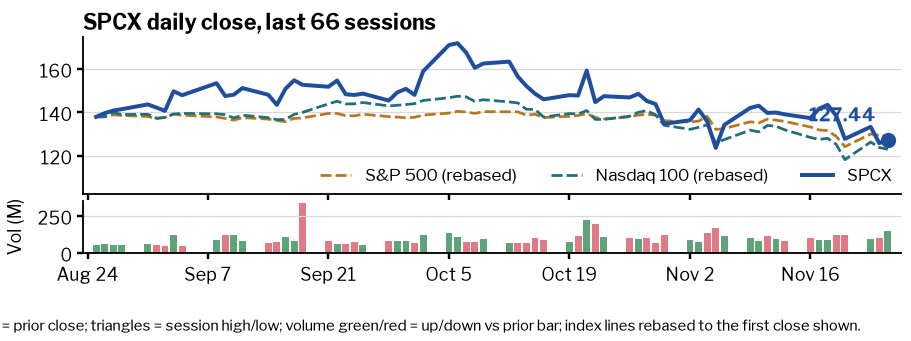 SPCX daily close, last 66 sessions
160
140
120
127.44
S&P 500 (rebased)
Nasdaq 100 (rebased)
SPCX
Vol (M)
250
0
Aug 24
Sep 7
Sep 21
Oct 5
Oct 19
Nov 2
Nov 16
= prior close; triangles = session high/low; volume green/red = up/down vs prior bar; index lines rebased to the first close shown.